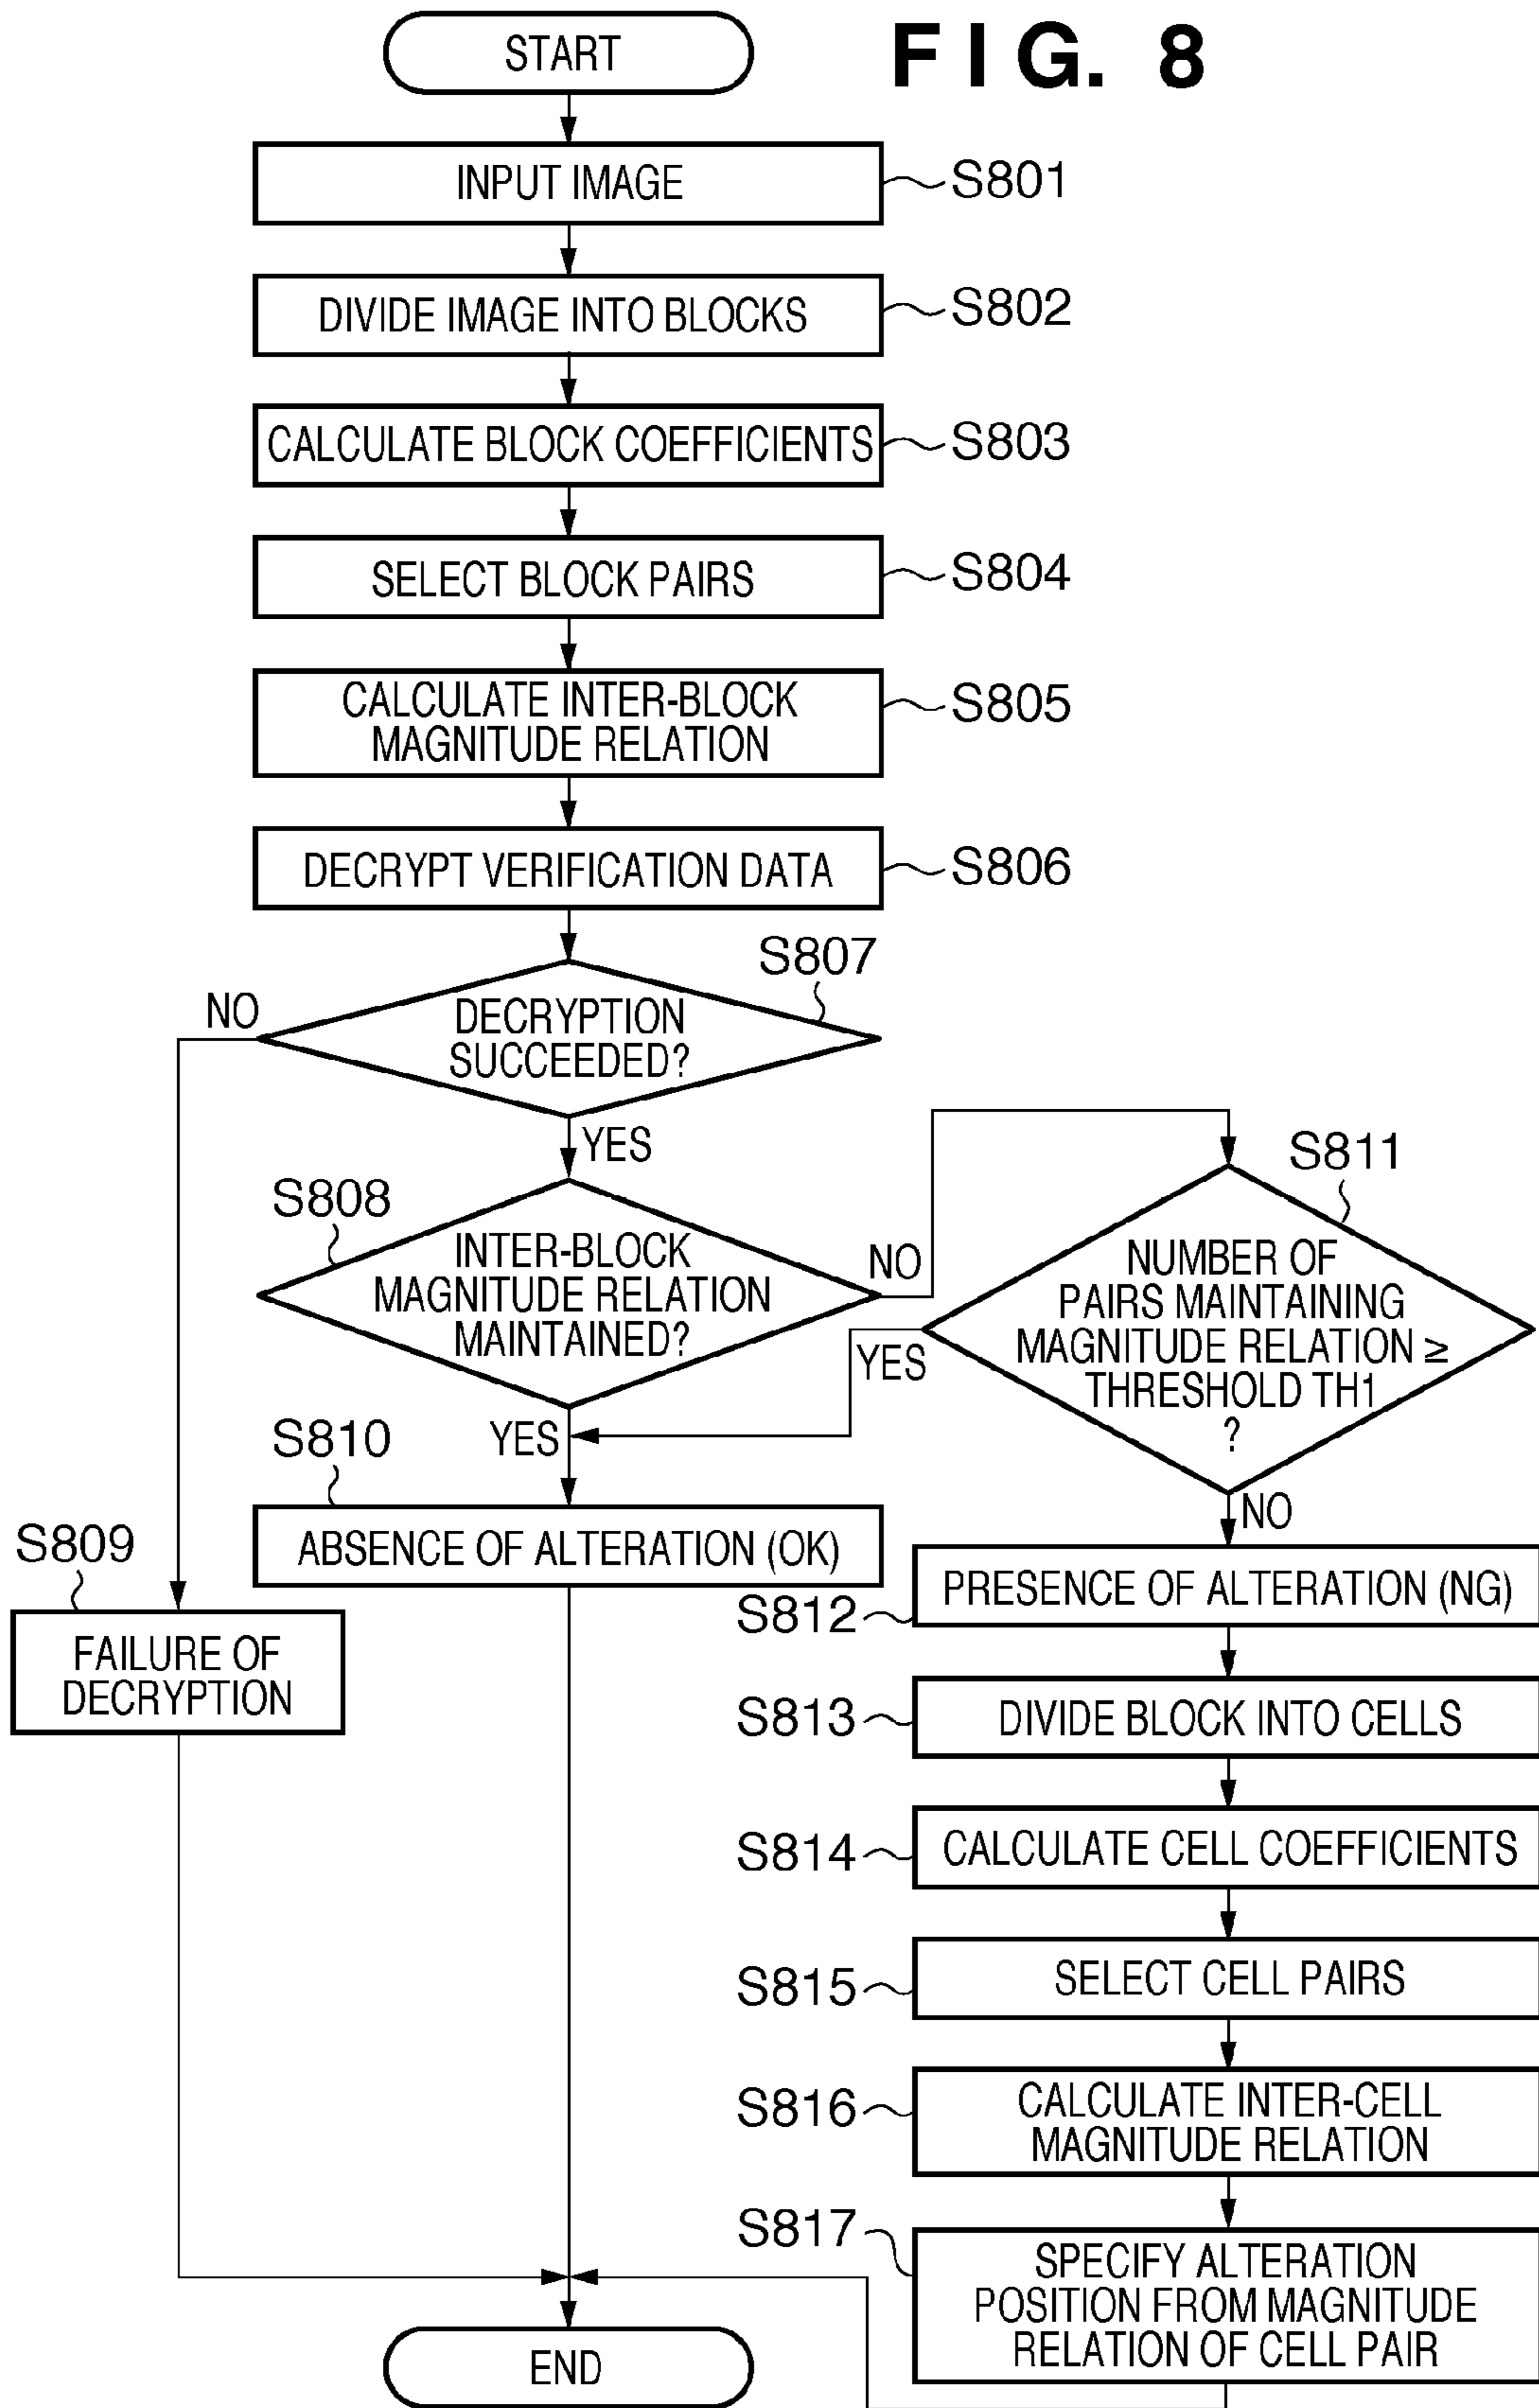 FIG. 8
START
INPUT IMAGE
S801
DIVIDE IMAGE INTO BLOCKS
S802
CALCULATE BLOCK COEFFICIENTS
S803
SELECT BLOCK PAIRS
S804
CALCULATE INTER-BLOCK
MAGNITUDE RELATION
S805
DECRYPT VERIFICATION DATA
S806
S807
NO
DECRYPTION
SUCCEEDED?
YES
S808
INTER-BLOCK
MAGNITUDE RELATION
MAINTAINED?
NO
S811
NUMBER OF
PAIRS MAINTAINING
MAGNITUDE RELATION ≥
THRESHOLD TH1
?
YES
YES
NO
S810
ABSENCE OF ALTERATION (OK)
S809
FAILURE OF
DECRYPTION
PRESENCE OF ALTERATION (NG)
S812
DIVIDE BLOCK INTO CELLS
S813
CALCULATE CELL COEFFICIENTS
S814
SELECT CELL PAIRS
S815
CALCULATE INTER-CELL
MAGNITUDE RELATION
S816
S817
SPECIFY ALTERATION
POSITION FROM MAGNITUDE
RELATION OF CELL PAIR
END